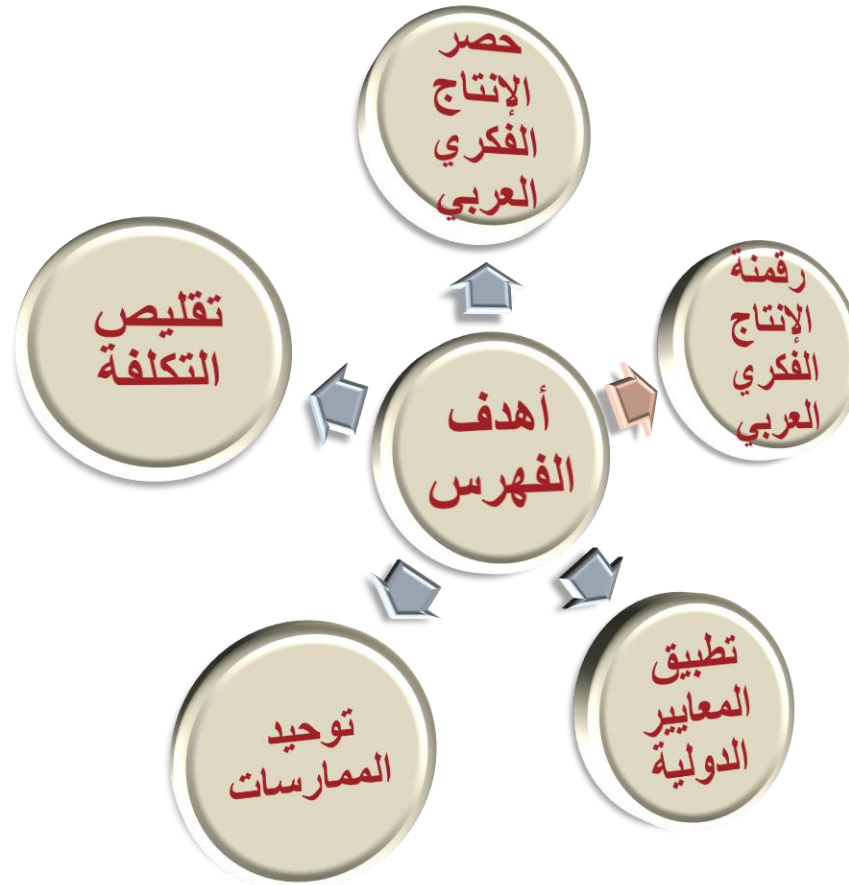 حصر
الإنتاج
الفكري
العربي
رقمنة
الإنتاج
الفكري
العربي
تقليص
التكلفة
أهدف
الفهرس
تطبيق
المعايير
الدولية
توحيد
الممارسات